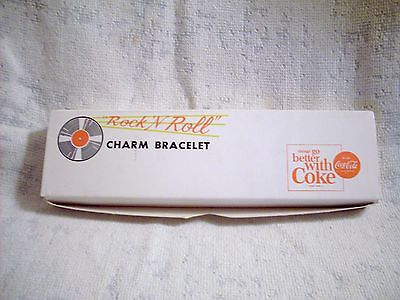 "Rock N Roll"
CHARM BRACELET
things go
better
with
Coke
Coca-Cola